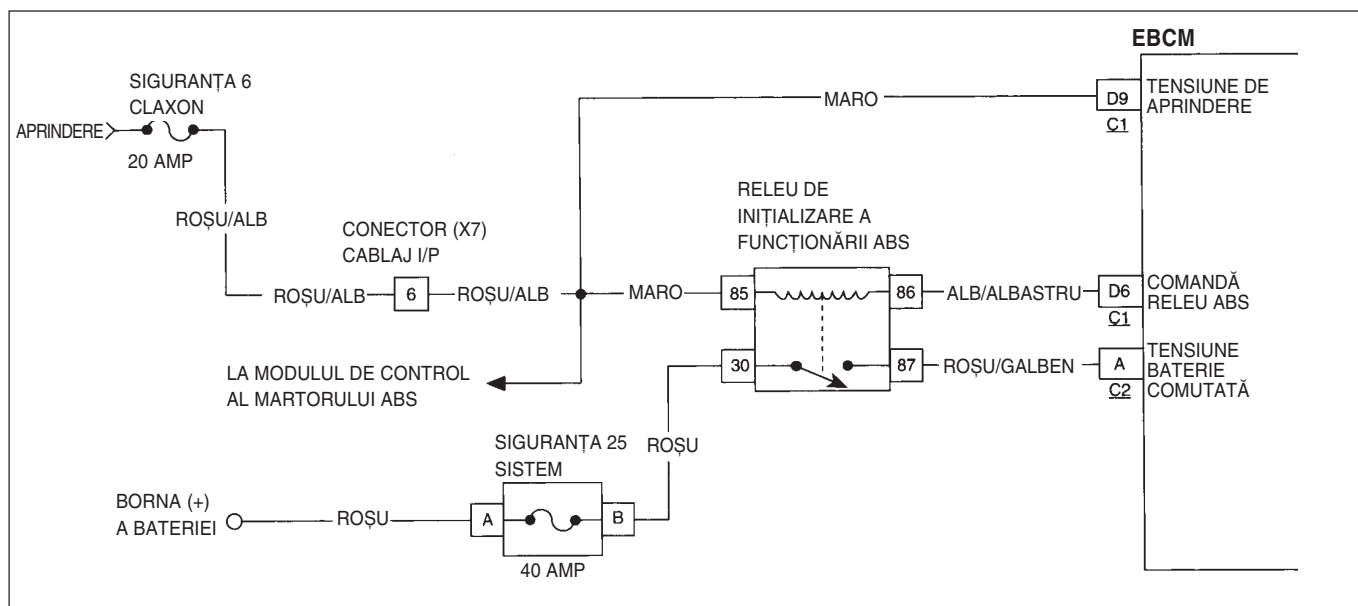 EBCM
SIGURANȚA 6
CLAXON
APRINDERE
20 AMP
MARO
D9
C1
TENSIUNE DE
APRINDERE
ROȘU/ALB
CONECTOR (X7)
CABLAJ I/P
RELEU DE
INIȚIALIZARE A
FUNCȚIONĂRII ABS
ROȘU/ALB
6
ROȘU/ALB
MARO
85
86
ALB/ALBASTRU
D6
C1
COMANDĂ
RELEU ABS
30
87
ROȘU/GALBEN
A
C2
TENSIUNE
BATERIE
COMUTATĂ
LA MODULUL DE CONTROL
AL MARTORULUI ABS
ROȘU
SIGURANȚA 25
SISTEM
BORNA (+)
A BATERIEI
ROȘU
A
B
40 AMP